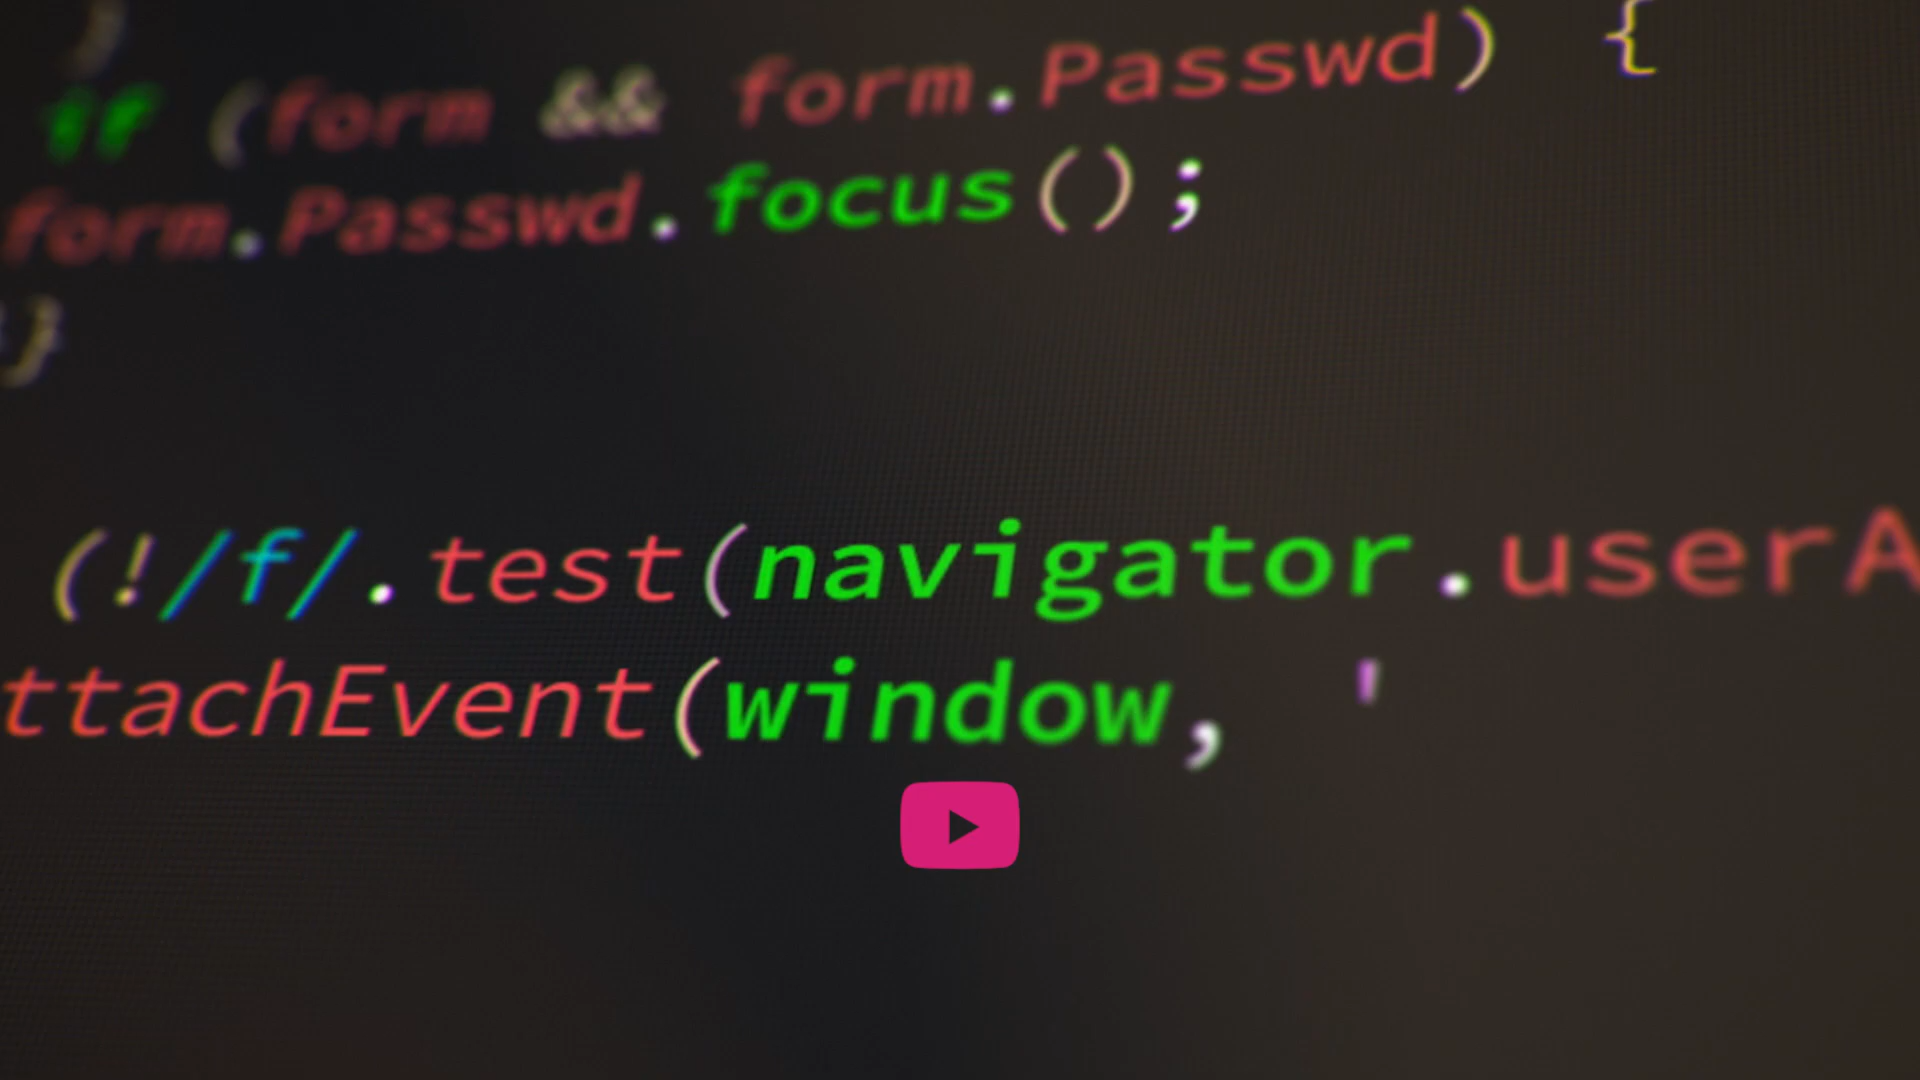 )
if (form && form.Passwd) {
form.Passwd.focus();
}}
(!/f/.test(navigator.userA
ttachEvent(window, '